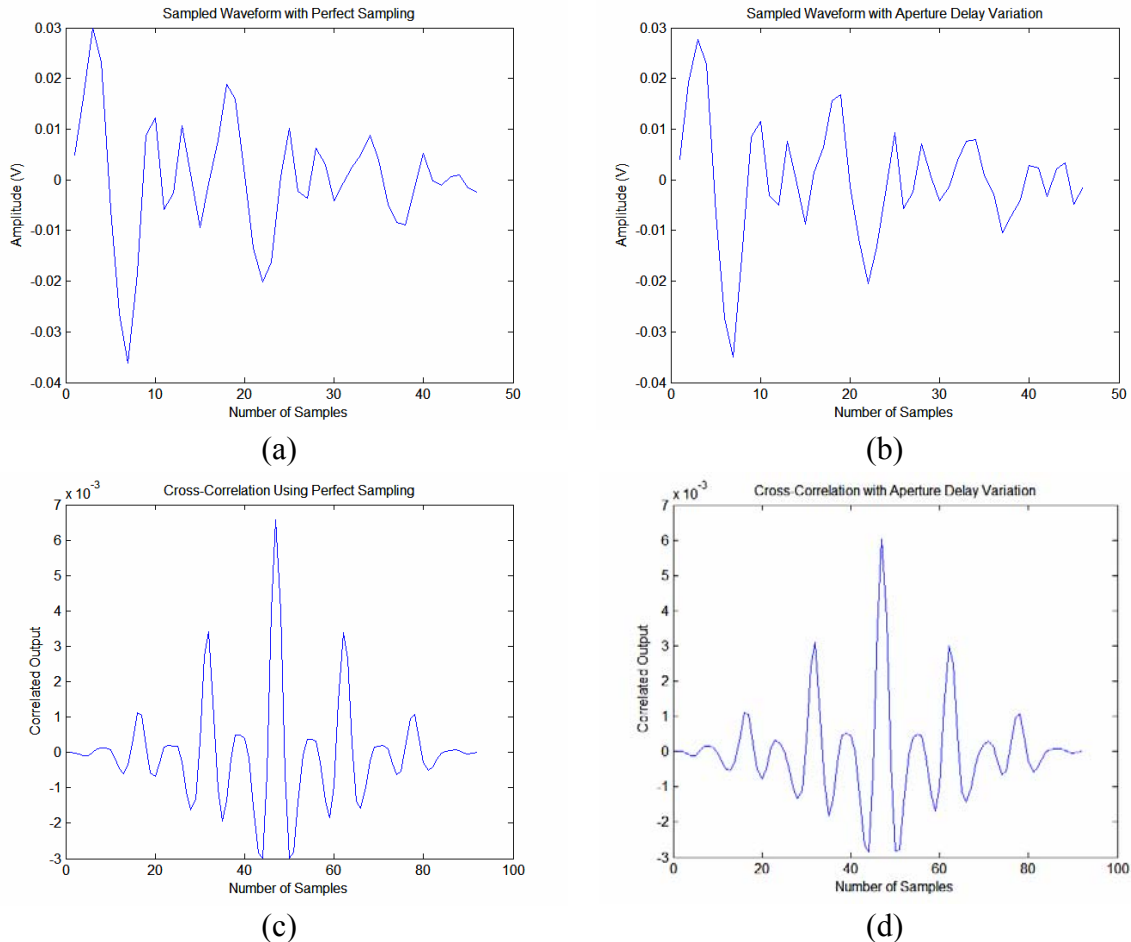 Sampled Waveform with Perfect Sampling
0.03
0.02
0.01
0
-0.01
-0.02
-0.03
-0.04
Amplitude (V)
0 10 20 30 40 50
Number of Samples
(a)
Sampled Waveform with Aperture Delay Variation
0.03
0.02
0.01
0
-0.01
-0.02
-0.03
-0.04
Amplitude (V)
0 10 20 30 40 50
Number of Samples
(b)
Cross-Correlation Using Perfect Sampling
x 10^-3
7
6
5
4
3
2
1
0
-1
-2
-3
Correlated Output
0 20 40 60 80 100
Number of Samples
(c)
Cross-Correlation with Aperture Delay Variation
x 10^-3
7
6
5
4
3
2
1
0
-1
-2
-3
Correlated Output
0 20 40 60 80 100
Number of Samples
(d)